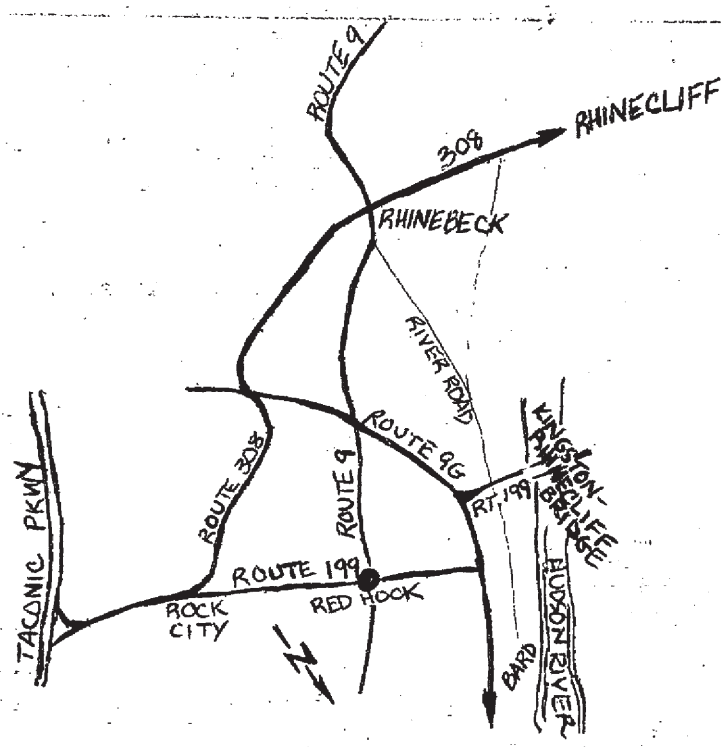 ROUTE 9
RHINECLIFF
308
RHINEBECK
RIVER ROAD
KINGSTON-
RHINECLIFF
BRIDGE
ROUTE 9G
ROUTE 308
ROUTE 9
RT 199
TACONIC PKWY
ROUTE 199
ROCK
CITY
RED HOOK
HUDSON RIVER
BARD
N